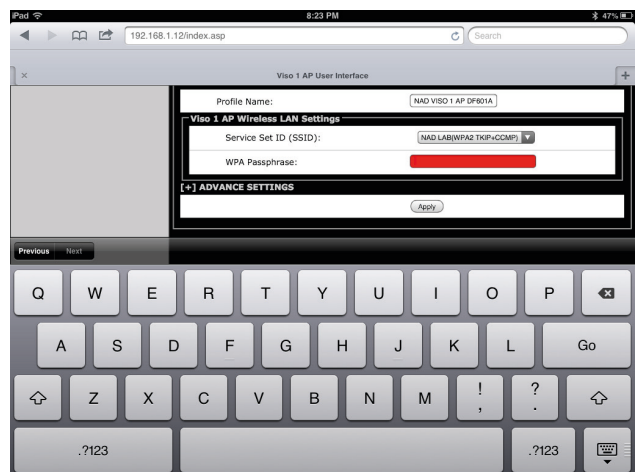 iPad 8:23 PM 47%
192.168.1.12/index.asp Search
× Viso 1 AP User Interface +
Profile Name: NAD VISO 1 AP DF601A
Viso 1 AP Wireless LAN Settings
Service Set ID (SSID): NAD LAB(WPA2 TKIP+CCMP)
WPA Passphrase:
[+] ADVANCE SETTINGS
Apply
Previous Next
Q W E R T Y U I O P
A S D F G H J K L Go
Z X C V B N M ! , ? .
.?123 .?123